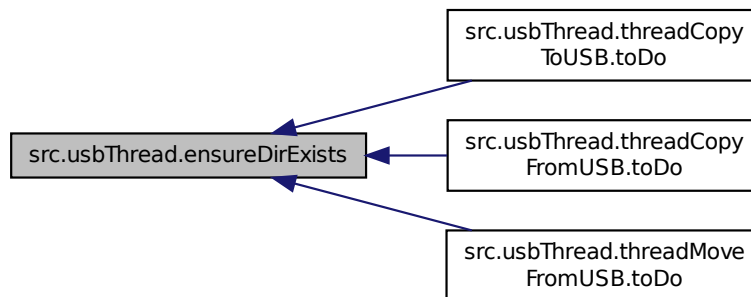 src.usbThread.threadCopy
ToUSB.toDo
src.usbThread.ensureDirExists
src.usbThread.threadCopy
FromUSB.toDo
src.usbThread.threadMove
FromUSB.toDo